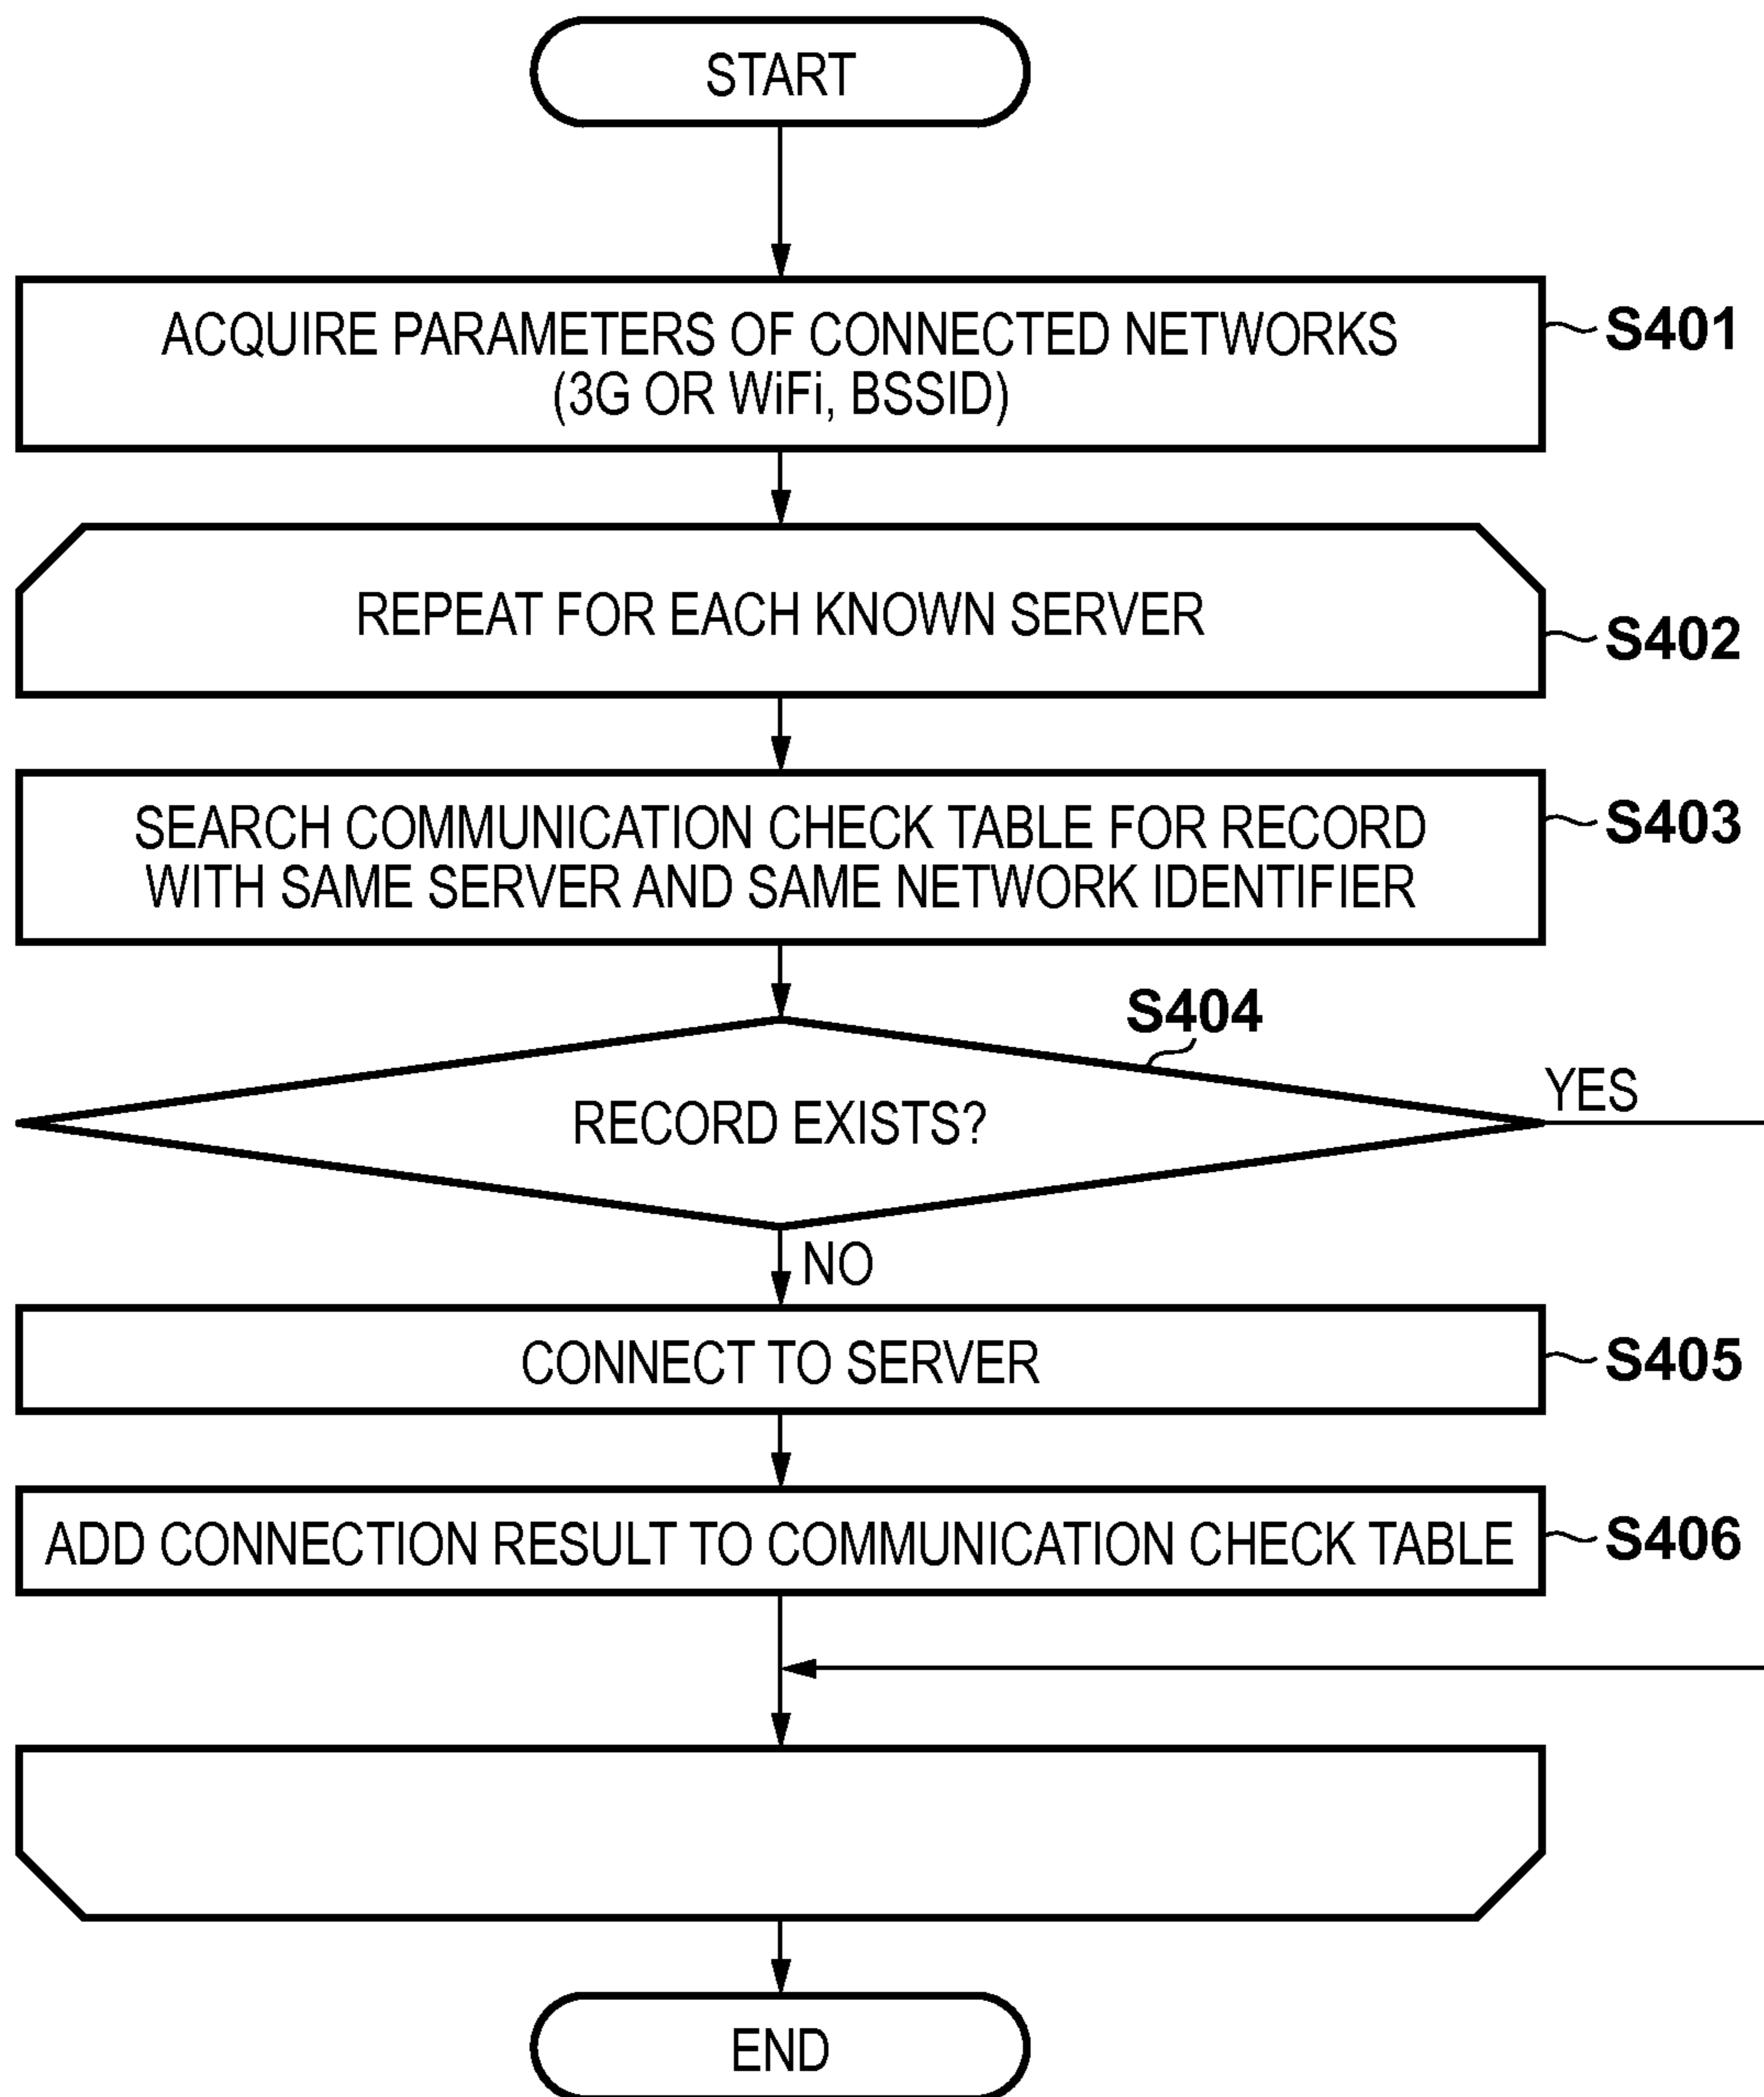 START
ACQUIRE PARAMETERS OF CONNECTED NETWORKS
(3G OR WiFi, BSSID)
S401
REPEAT FOR EACH KNOWN SERVER
S402
SEARCH COMMUNICATION CHECK TABLE FOR RECORD
WITH SAME SERVER AND SAME NETWORK IDENTIFIER
S403
S404
RECORD EXISTS?
YES
NO
CONNECT TO SERVER
S405
ADD CONNECTION RESULT TO COMMUNICATION CHECK TABLE
S406
END